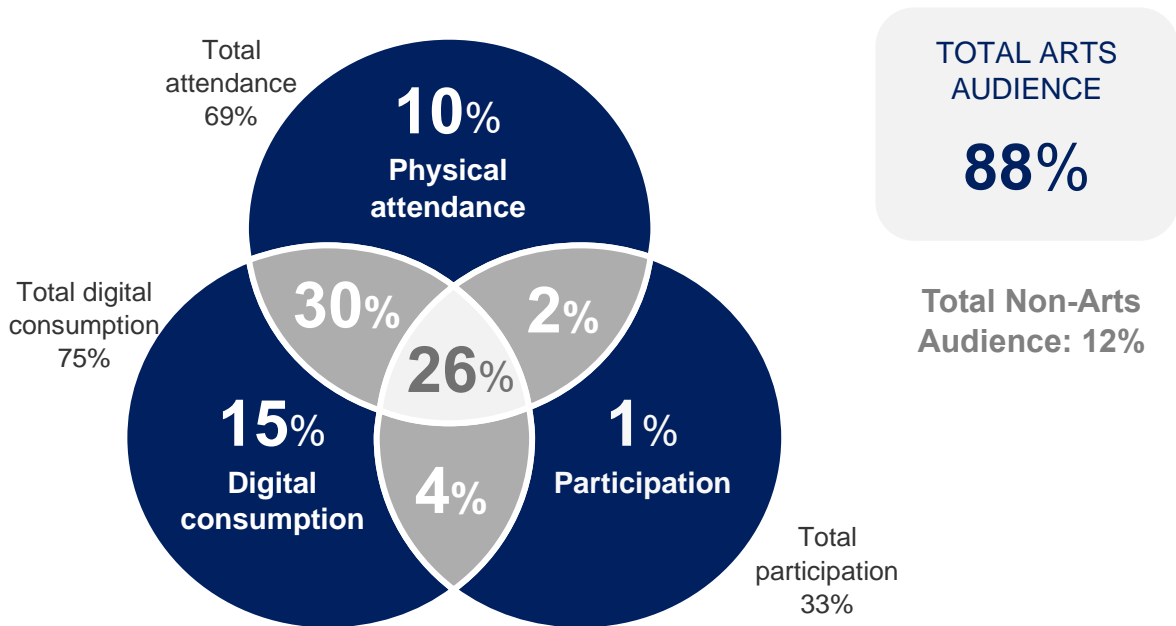 Total
attendance
69%
10%
Physical
attendance
TOTAL ARTS
AUDIENCE
88%
Total digital
consumption
75%
30%
2%
26%
Total Non-Arts
Audience: 12%
15%
Digital
consumption
4%
1%
Participation
Total
participation
33%